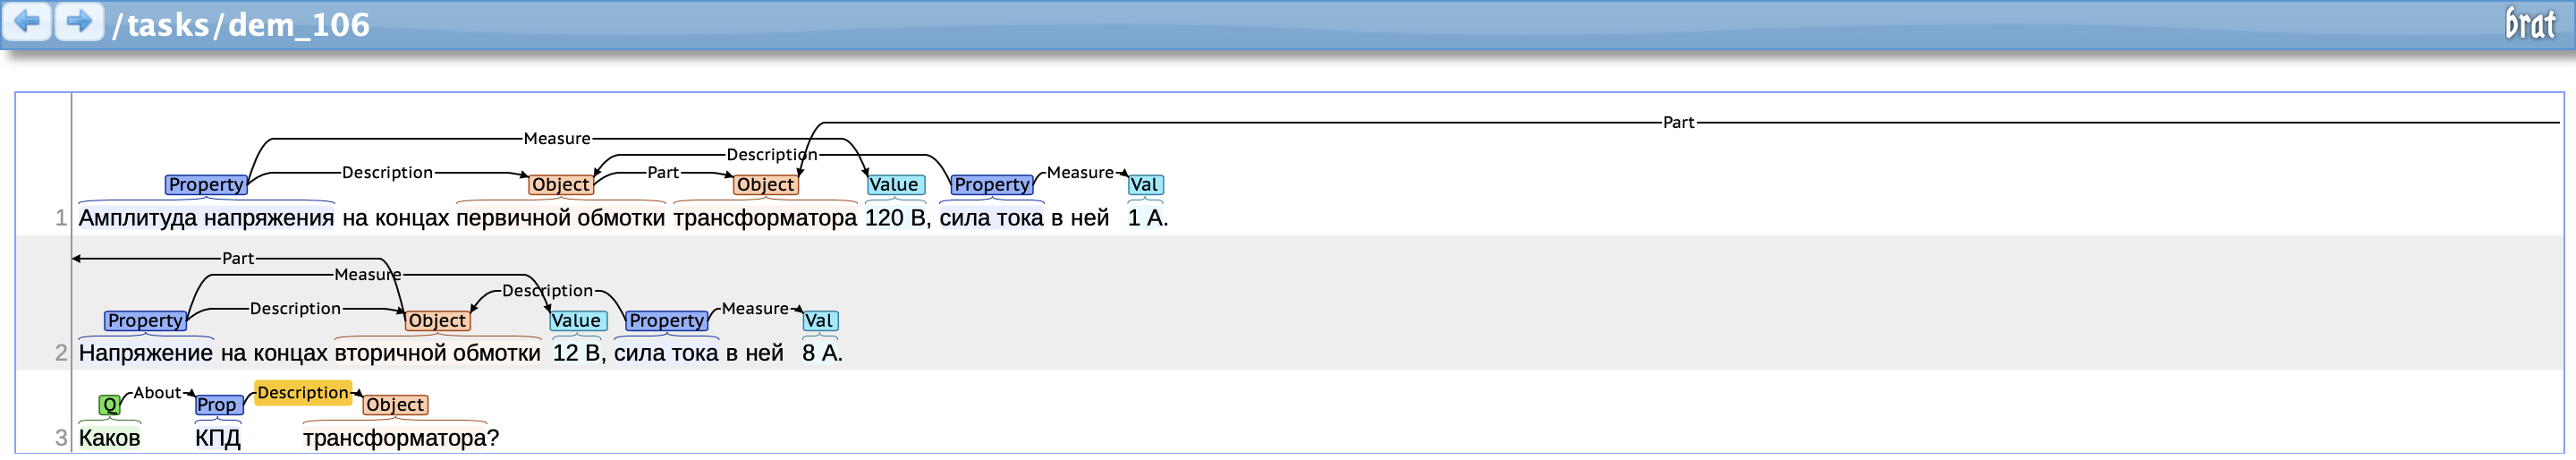 /tasks/dem_106
brat
Part
Measure
Description
Description Part Measure
Property Object Object Value Property Val
1 Амплитуда напряжения на концах первичной обмотки трансформатора 120 В, сила тока в ней 1 А.
Part
Measure
Description
Description Measure
Property Object Value Property Val
2 Напряжение на концах вторичной обмотки 12 В, сила тока в ней 8 А.
About Description
Q Prop Object
3 Каков КПД трансформатора?